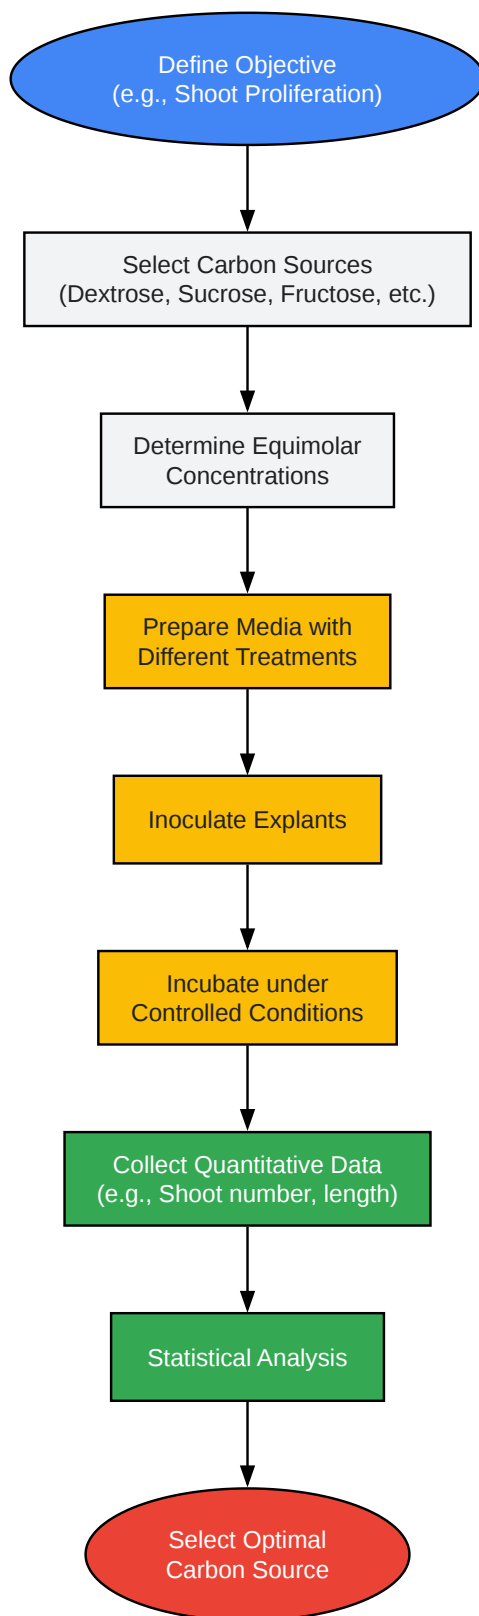 Define Objective
(e.g., Shoot Proliferation)
Select Carbon Sources
(Dextrose, Sucrose, Fructose, etc.)
Determine Equimolar
Concentrations
Prepare Media with
Different Treatments
Inoculate Explants
Incubate under
Controlled Conditions
Collect Quantitative Data
(e.g., Shoot number, length)
Statistical Analysis
Select Optimal
Carbon Source